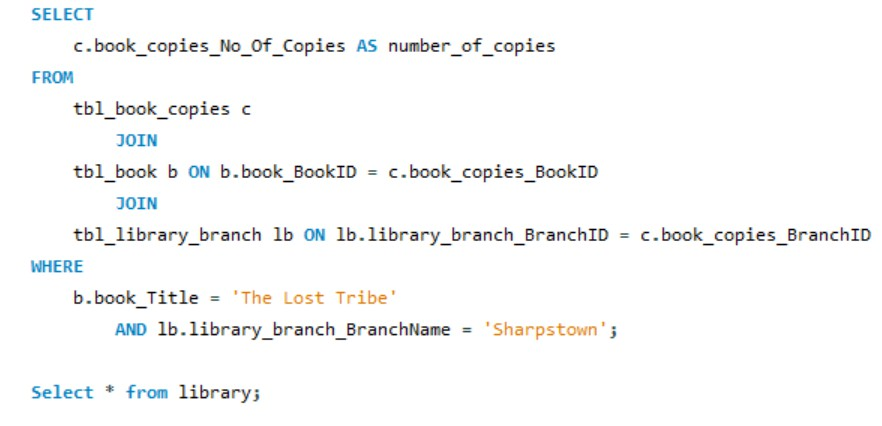 SELECT
c.book_copies_No_Of_Copies AS number_of_copies
FROM
tbl_book_copies c
JOIN
tbl_book b ON b.book_BookID = c.book_copies_BookID
JOIN
tbl_library_branch lb ON lb.library_branch_BranchID = c.book_copies_BranchID
WHERE
b.book_Title = 'The Lost Tribe'
AND lb.library_branch_BranchName = 'Sharpstown';
Select * from library;